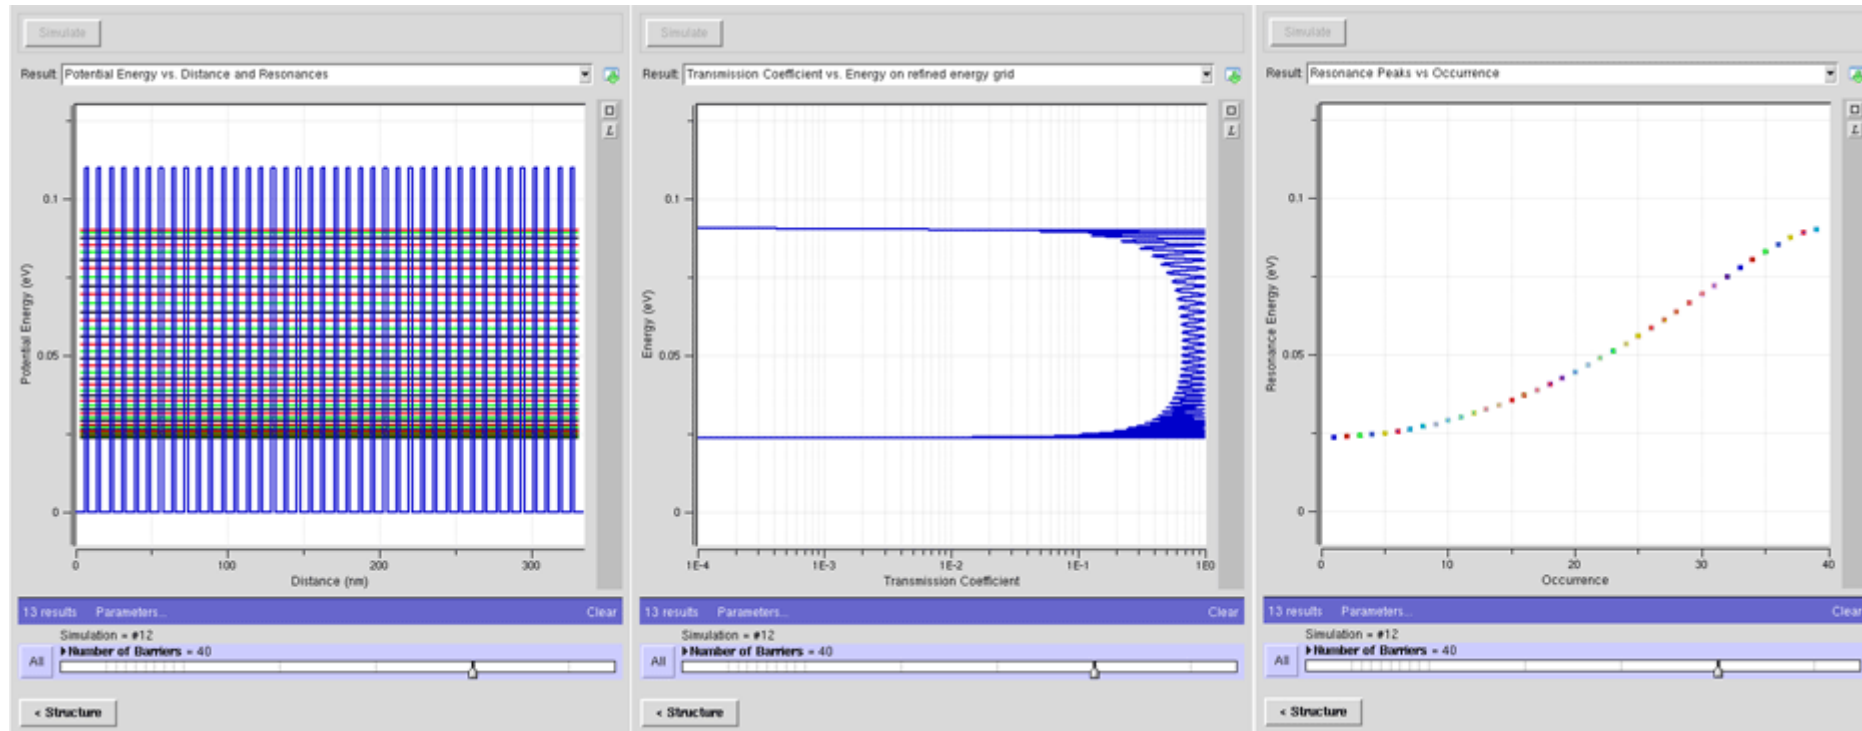 Simulate
Result: Potential Energy vs. Distance and Resonances
0.1
0.05
0
Potential Energy (eV)
0 100 200 300
Distance (nm)
13 results Parameters... Clear
Simulation = #12
All
Number of Barriers = 40
< Structure
Simulate
Result: Transmission Coefficient vs. Energy on refined energy grid
0.1
0.05
0
Energy (eV)
1E-4 1E-3 1E-2 1E-1 1E0
Transmission Coefficient
13 results Parameters... Clear
Simulation = #12
All
Number of Barriers = 40
< Structure
Simulate
Result: Resonance Peaks vs Occurrence
0.1
0.05
0
Resonance Energy (eV)
0 10 20 30 40
Occurrence
13 results Parameters... Clear
Simulation = #12
All
Number of Barriers = 40
< Structure